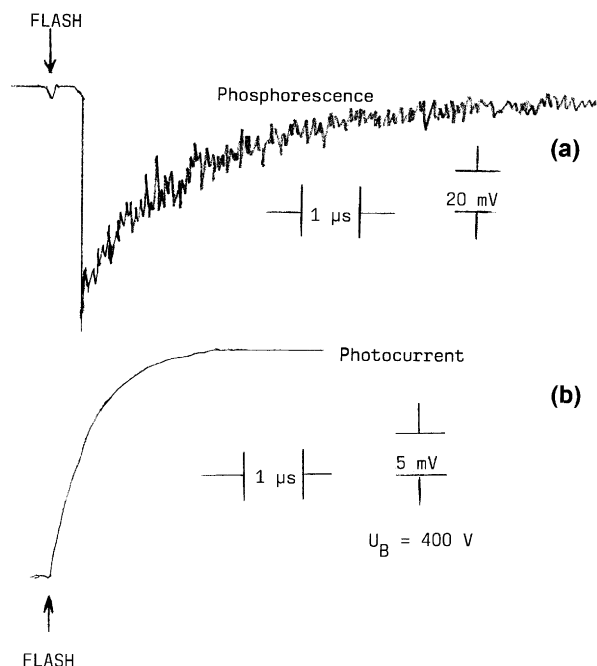 FLASH
Phosphorescence
(a)
1 µs
20 mV
Photocurrent
(b)
1 µs
5 mV
U_B = 400 V
FLASH